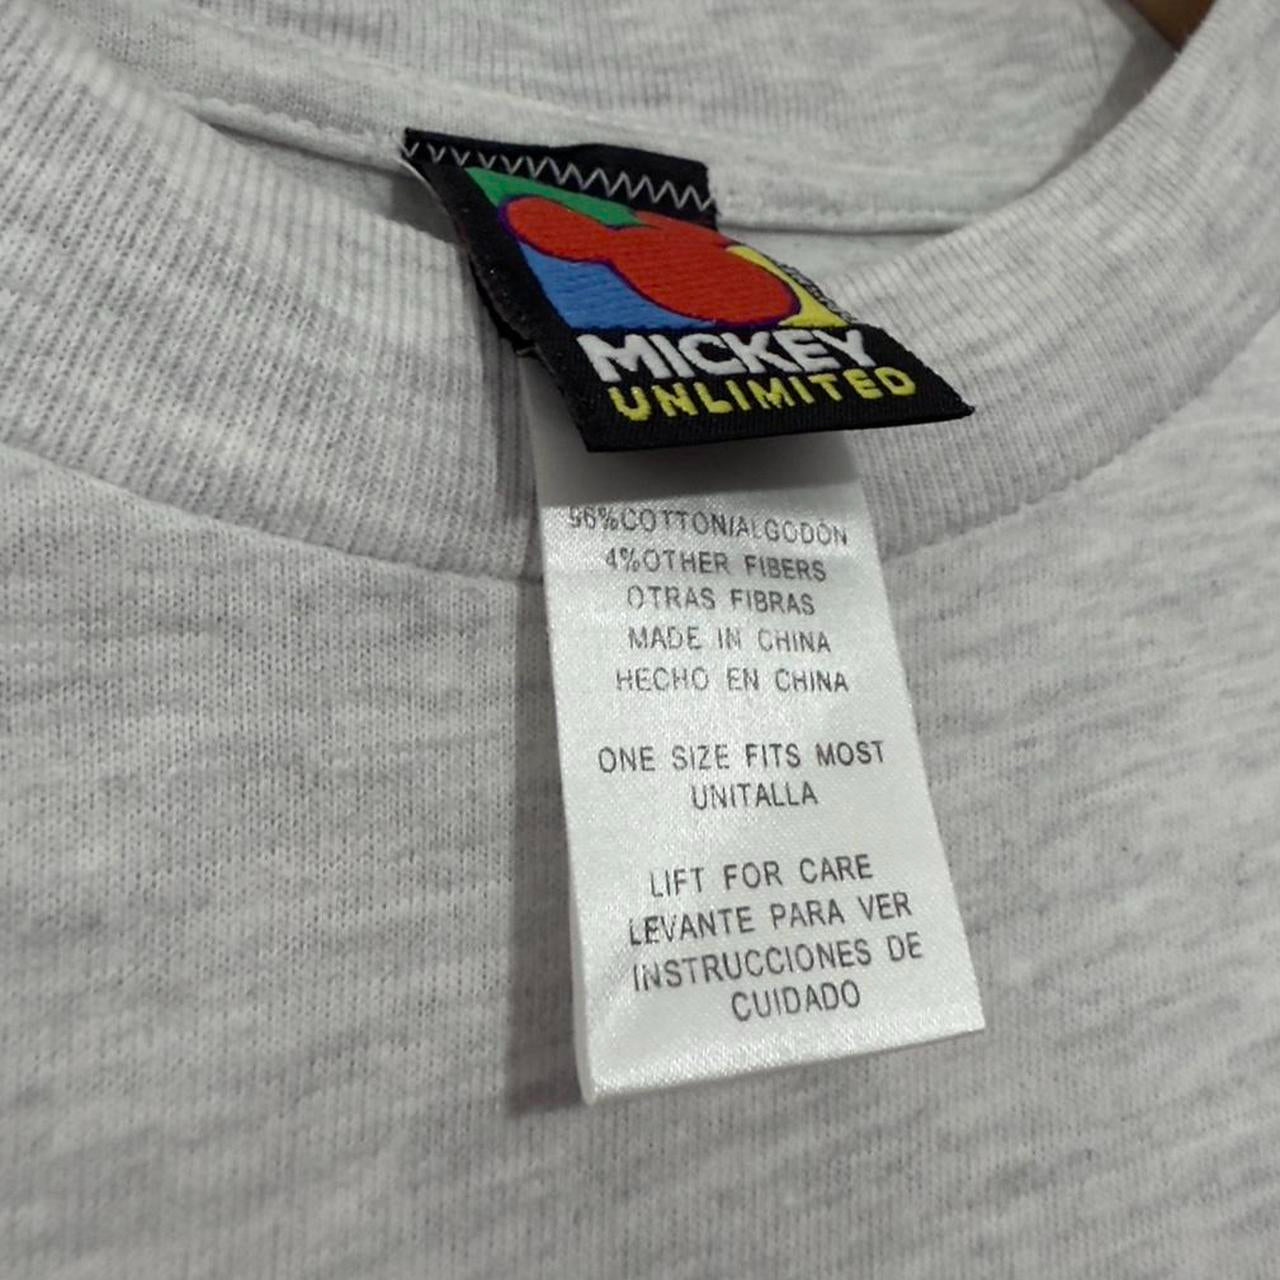 MICKEY
UNLIMITED
96%COTTON/ALGODÓN
4%OTHER FIBERS
OTRAS FIBRAS
MADE IN CHINA
HECHO EN CHINA
ONE SIZE FITS MOST
UNITALLA
LIFT FOR CARE
LEVANTE PARA VER
INSTRUCCIONES DE
CUIDADO